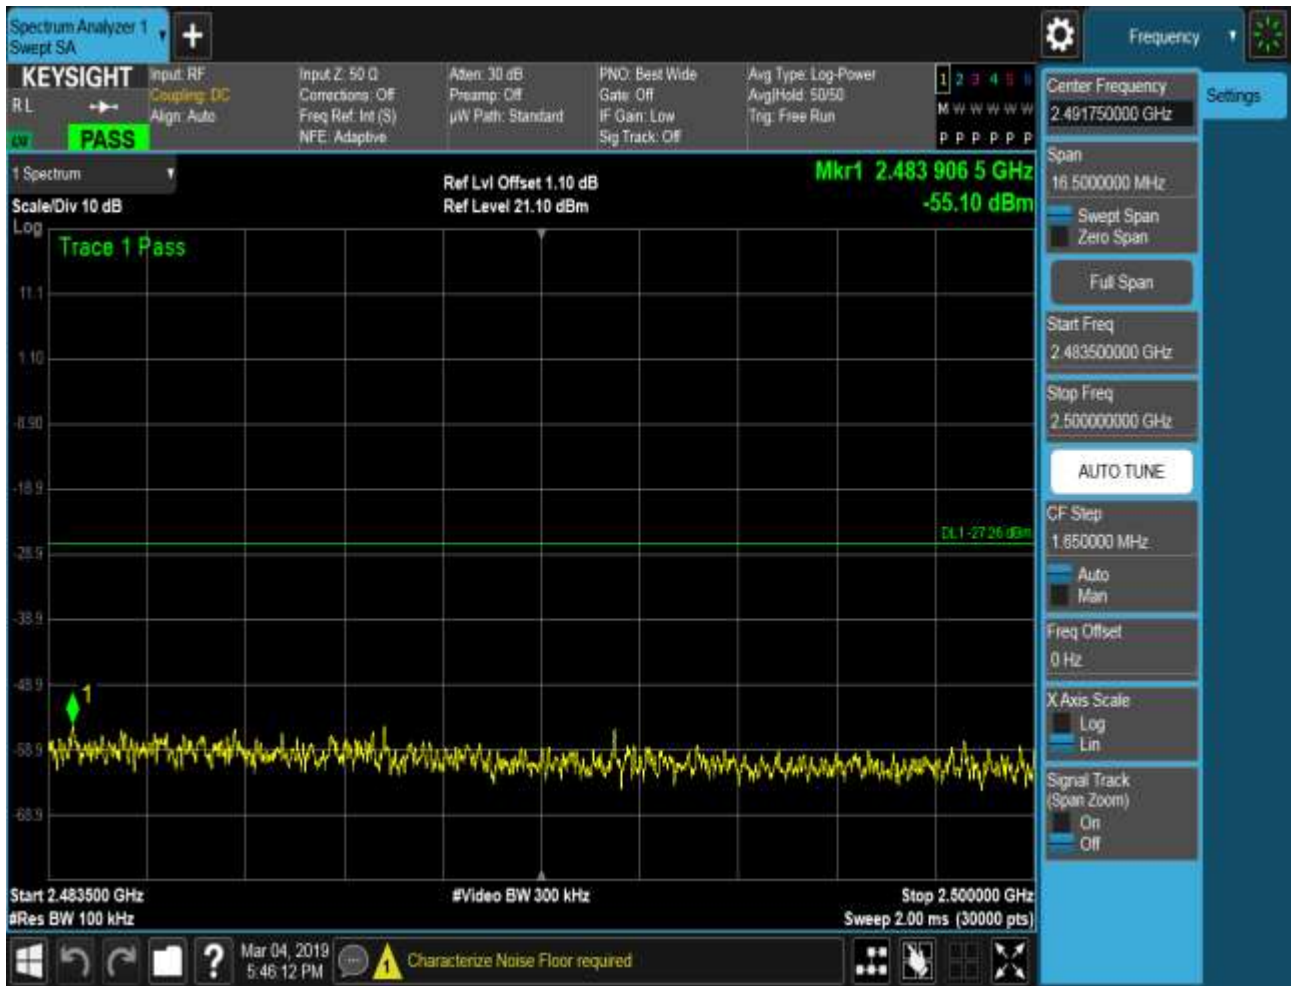 Spectrum Analyzer 1
Swept SA
Frequency
KEYSIGHT
R L
PASS
Input: RF
Coupling: DC
Align: Auto
Input Z: 50 Ω
Corrections: Off
Freq Ref: Int (S)
NFE: Adaptive
Atten: 30 dB
Preamp: Off
µW Path: Standard
PNO: Best Wide
Gate: Off
IF Gain: Low
Sig Track: Off
Avg Type: Log-Power
Avg|Hold: 50/50
Trig: Free Run
1 2 3 4 5 6
M W W W W W
P P P P P P
1 Spectrum
Scale/Div 10 dB
Ref Lvl Offset 1.10 dB
Ref Level 21.10 dBm
Mkr1 2.483 906 5 GHz
-55.10 dBm
Log
Trace 1 Pass
11.1
1.10
-8.90
-18.9
DL1 -27.26 dBm
-28.9
-38.9
-48.9
1
-58.9
-68.9
Start 2.483500 GHz
#Video BW 300 kHz
Stop 2.500000 GHz
#Res BW 100 kHz
Sweep 2.00 ms (30000 pts)
Mar 04, 2019
5:46:12 PM
Characterize Noise Floor required
Center Frequency
2.491750000 GHz
Settings
Span
16.5000000 MHz
Swept Span
Zero Span
Full Span
Start Freq
2.483500000 GHz
Stop Freq
2.500000000 GHz
AUTO TUNE
CF Step
1.650000 MHz
Auto
Man
Freq Offset
0 Hz
X Axis Scale
Log
Lin
Signal Track
(Span Zoom)
On
Off